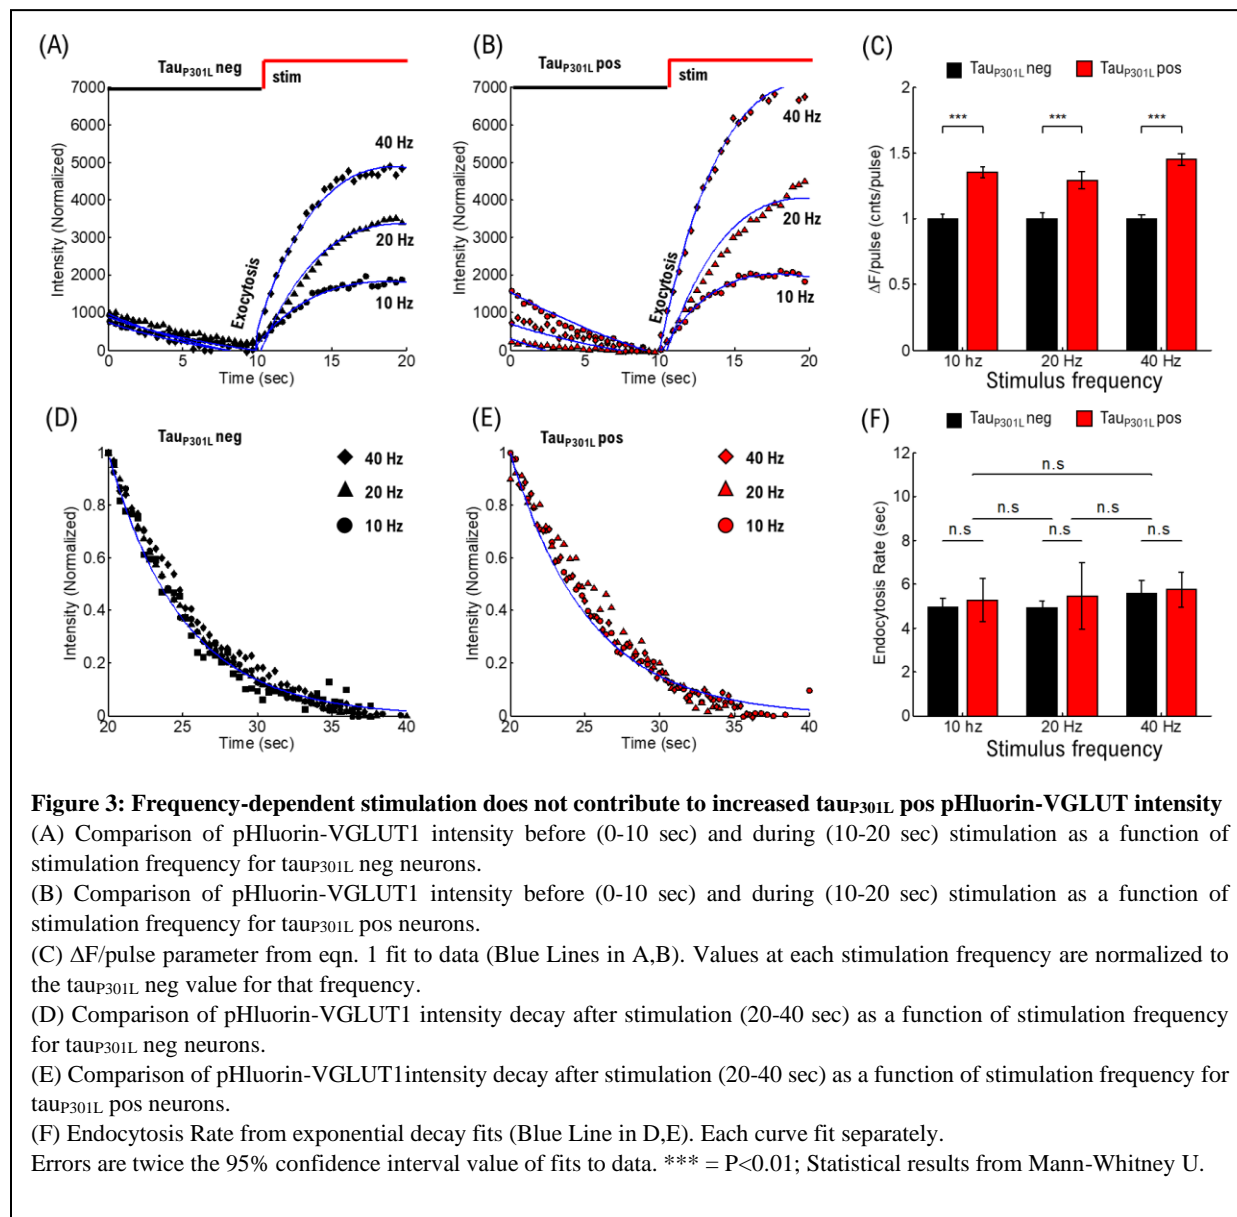 (A)
Tau_P301L neg
stim
7000
6000
5000
4000
3000
2000
1000
0
Intensity (Normalized)
Exocytosis
40 Hz
20 Hz
10 Hz
0 5 10 15 20
Time (sec)
(B)
Tau_P301L pos
stim
7000
6000
5000
4000
3000
2000
1000
0
Intensity (Normalized)
Exocytosis
40 Hz
20 Hz
10 Hz
0 5 10 15 20
Time (sec)
(C)
Tau_P301L neg Tau_P301L pos
2
1.5
1
0.5
0
ΔF/pulse (cnts/pulse)
*** *** ***
10 hz 20 Hz 40 Hz
Stimulus frequency
(D)
Tau_P301L neg
40 Hz
20 Hz
10 Hz
1
0.8
0.6
0.4
0.2
0
Intensity (Normalized)
20 25 30 35 40
Time (sec)
(E)
Tau_P301L pos
40 Hz
20 Hz
10 Hz
1
0.8
0.6
0.4
0.2
0
Intensity (Normalized)
20 25 30 35 40
Time (sec)
(F)
Tau_P301L neg Tau_P301L pos
12
10
8
6
4
2
0
Endocytosis Rate (sec)
n.s
n.s n.s
n.s n.s n.s
10 hz 20 Hz 40 Hz
Stimulus frequency
Figure 3: Frequency-dependent stimulation does not contribute to increased tau_P301L pos pHluorin-VGLUT intensity
(A) Comparison of pHluorin-VGLUT1 intensity before (0-10 sec) and during (10-20 sec) stimulation as a function of
stimulation frequency for tau_P301L neg neurons.
(B) Comparison of pHluorin-VGLUT1 intensity before (0-10 sec) and during (10-20 sec) stimulation as a function of
stimulation frequency for tau_P301L pos neurons.
(C) ΔF/pulse parameter from eqn. 1 fit to data (Blue Lines in A,B). Values at each stimulation frequency are normalized to
the tau_P301L neg value for that frequency.
(D) Comparison of pHluorin-VGLUT1 intensity decay after stimulation (20-40 sec) as a function of stimulation frequency
for tau_P301L neg neurons.
(E) Comparison of pHluorin-VGLUT1intensity decay after stimulation (20-40 sec) as a function of stimulation frequency for
tau_P301L pos neurons.
(F) Endocytosis Rate from exponential decay fits (Blue Line in D,E). Each curve fit separately.
Errors are twice the 95% confidence interval value of fits to data. *** = P<0.01; Statistical results from Mann-Whitney U.